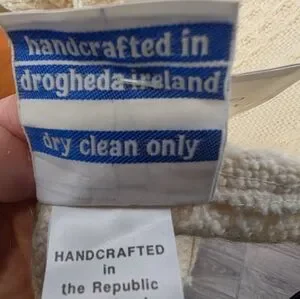 handcrafted in
drogheda ireland
dry clean only
HANDCRAFTED
in
the Republic